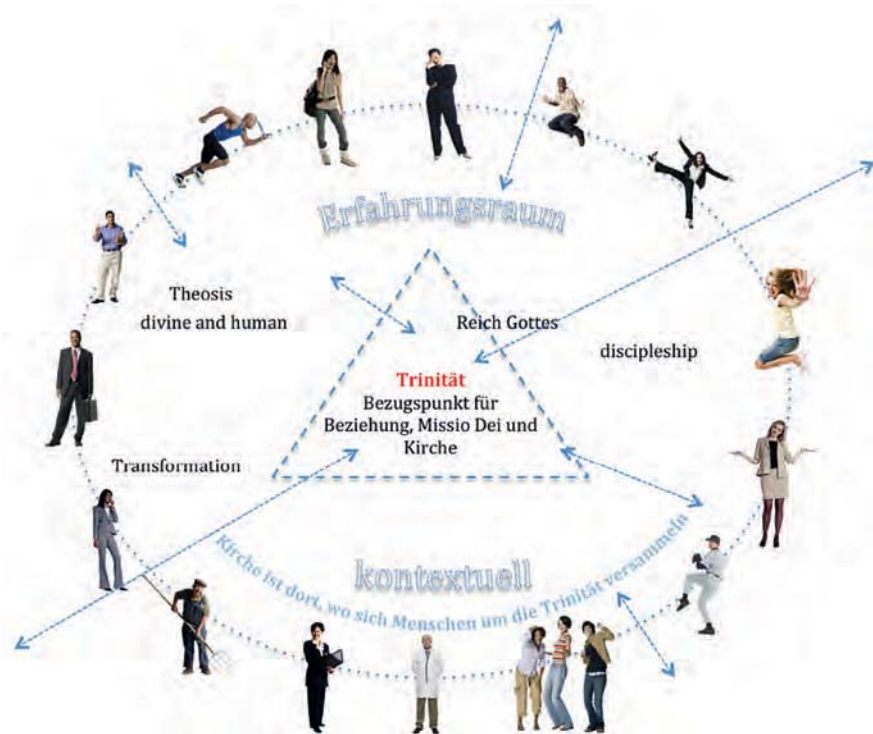 Erfahrungsraum
Theosis
divine and human
Reich Gottes
discipleship
Trinität
Bezugspunkt für
Beziehung, Missio Dei und
Kirche
Transformation
kontextuell
Kirche ist dort, wo sich Menschen um die Trinität versammeln